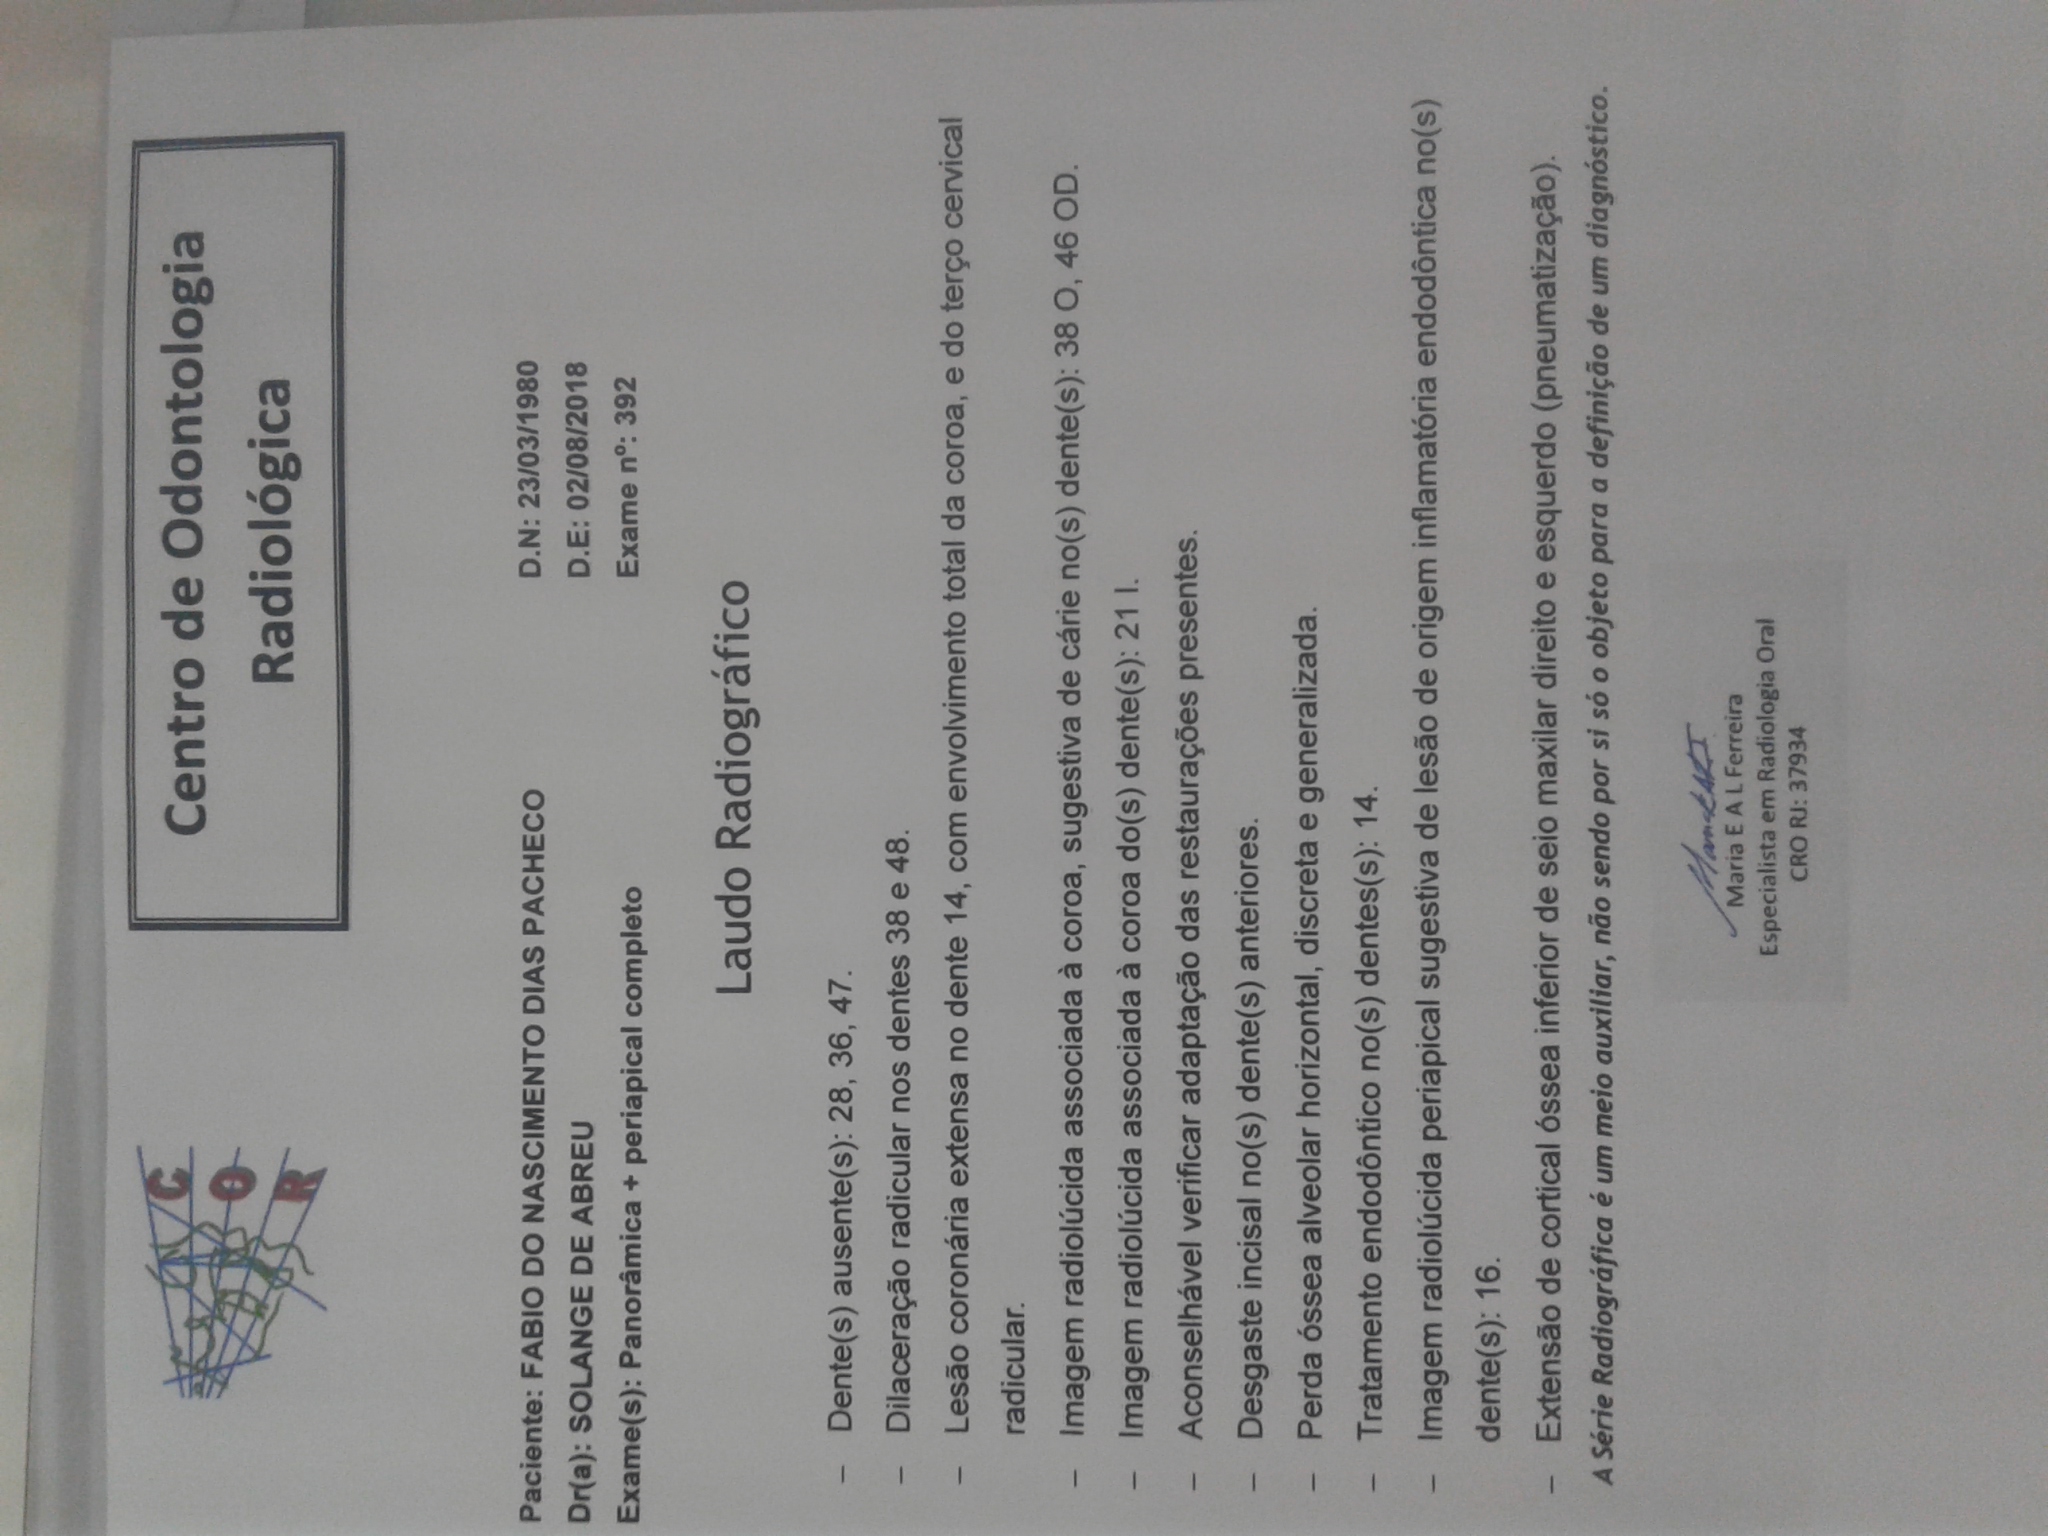 C
O
R
Centro de Odontologia
Radiológica
Paciente: FABIO DO NASCIMENTO DIAS PACHECO D.N: 23/03/1980
Dr(a): SOLANGE DE ABREU D.E: 02/08/2018
Exame(s): Panorâmica + periapical completo Exame nº: 392
Laudo Radiográfico
– Dente(s) ausente(s): 28, 36, 47.
– Dilaceração radicular nos dentes 38 e 48.
– Lesão coronária extensa no dente 14, com envolvimento total da coroa, e do terço cervical
radicular.
– Imagem radiolúcida associada à coroa, sugestiva de cárie no(s) dente(s): 38 O, 46 OD.
– Imagem radiolúcida associada à coroa do(s) dente(s): 21 I.
– Aconselhável verificar adaptação das restaurações presentes.
– Desgaste incisal no(s) dente(s) anteriores.
– Perda óssea alveolar horizontal, discreta e generalizada.
– Tratamento endodôntico no(s) dentes(s): 14.
– Imagem radiolúcida periapical sugestiva de lesão de origem inflamatória endodôntica no(s)
dente(s): 16.
– Extensão de cortical óssea inferior de seio maxilar direito e esquerdo (pneumatização).
A Série Radiográfica é um meio auxiliar, não sendo por si só o objeto para a definição de um diagnóstico.
Maria E A L Ferreira
Especialista em Radiologia Oral
CRO RJ: 37934